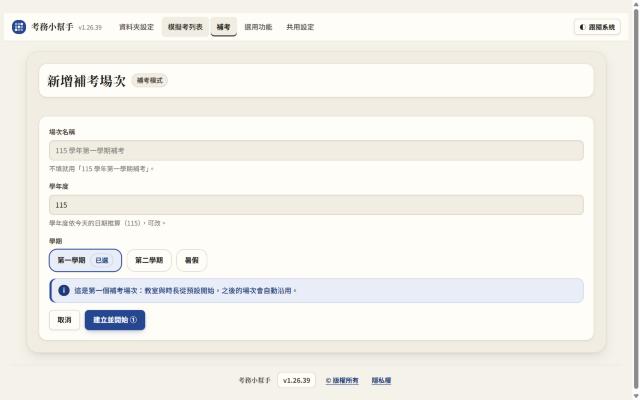 考務小幫手 v1.26.39 資料夾設定 模擬考列表 補考 選用功能 共用設定 跟隨系統
新增補考場次 補考模式
場次名稱
115 學年第一學期補考
不填就用「115 學年第一學期補考」。
學年度
115
學年度依今天的日期推算（115），可改。
學期
第一學期 已選 第二學期 暑假
這是第一個補考場次：教室與時長從預設開始，之後的場次會自動沿用。
取消 建立並開始 ①
考務小幫手 v1.26.39 © 版權所有 隱私權